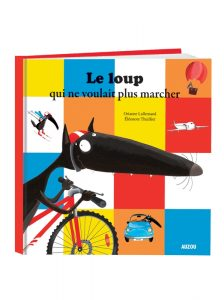 Le loup
qui ne voulait plus marcher
Orianne Lallemand
Éléonore Thuillier
AUZOU